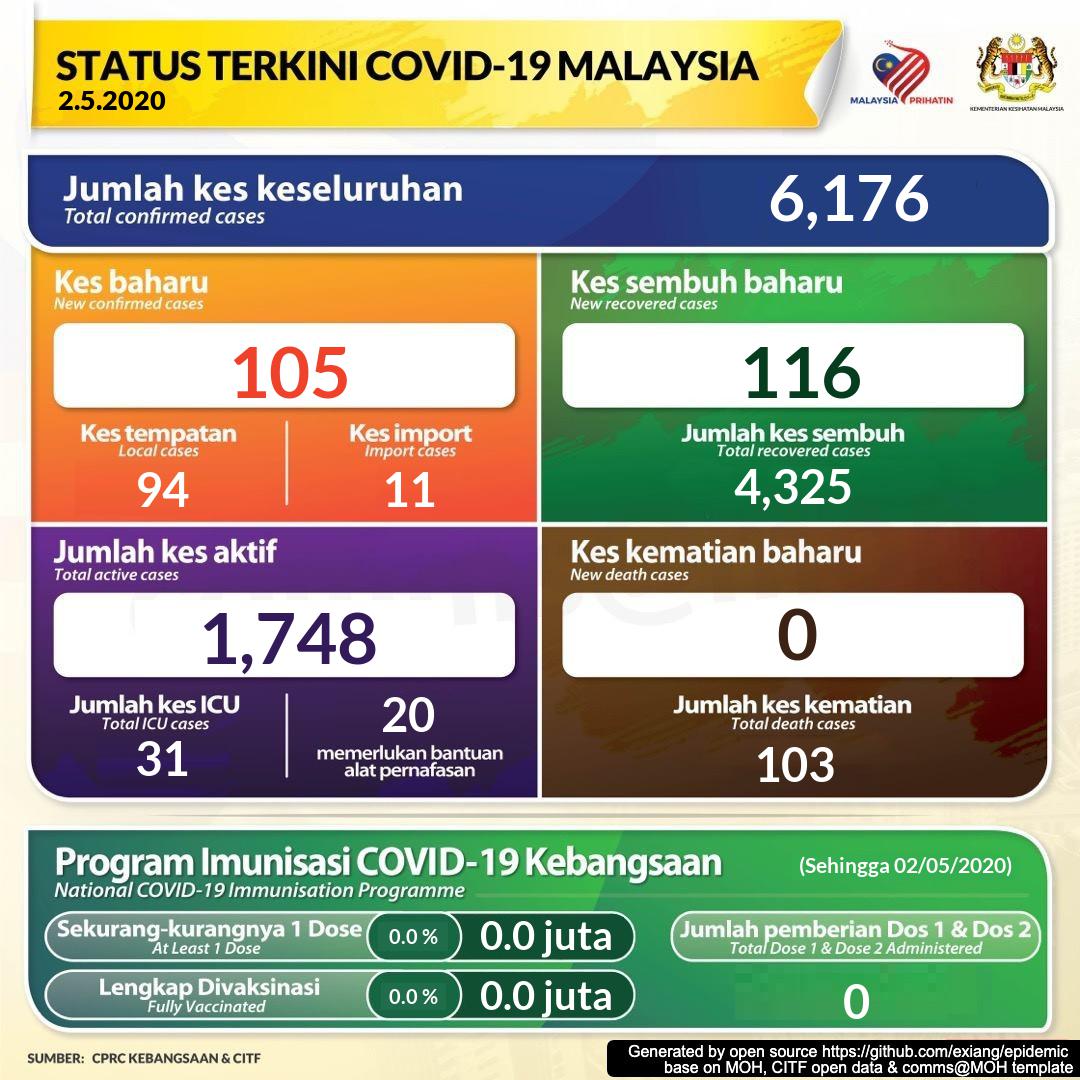 STATUS TERKINI COVID-19 MALAYSIA
2.5.2020
MALAYSIA PRIHATIN
KEMENTERIAN KESIHATAN MALAYSIA
Jumlah kes keseluruhan
Total confirmed cases
6,176
Kes baharu
New confirmed cases
105
Kes tempatan
Local cases
94
Kes import
Import cases
11
Kes sembuh baharu
New recovered cases
116
Jumlah kes sembuh
Total recovered cases
4,325
Jumlah kes aktif
Total active cases
1,748
Jumlah kes ICU
Total ICU cases
31
20
memerlukan bantuan
alat pernafasan
Kes kematian baharu
New death cases
0
Jumlah kes kematian
Total death cases
103
Program Imunisasi COVID-19 Kebangsaan
National COVID-19 Immunisation Programme
(Sehingga 02/05/2020)
Sekurang-kurangnya 1 Dose
At Least 1 Dose
0.0 %
0.0 juta
Lengkap Divaksinasi
Fully Vaccinated
0.0 %
0.0 juta
Jumlah pemberian Dos 1 & Dos 2
Total Dose 1 & Dose 2 Administered
0
SUMBER: CPRC KEBANGSAAN & CITF
Generated by open source https://github.com/exiang/epidemic
base on MOH, CITF open data & comms@MOH template